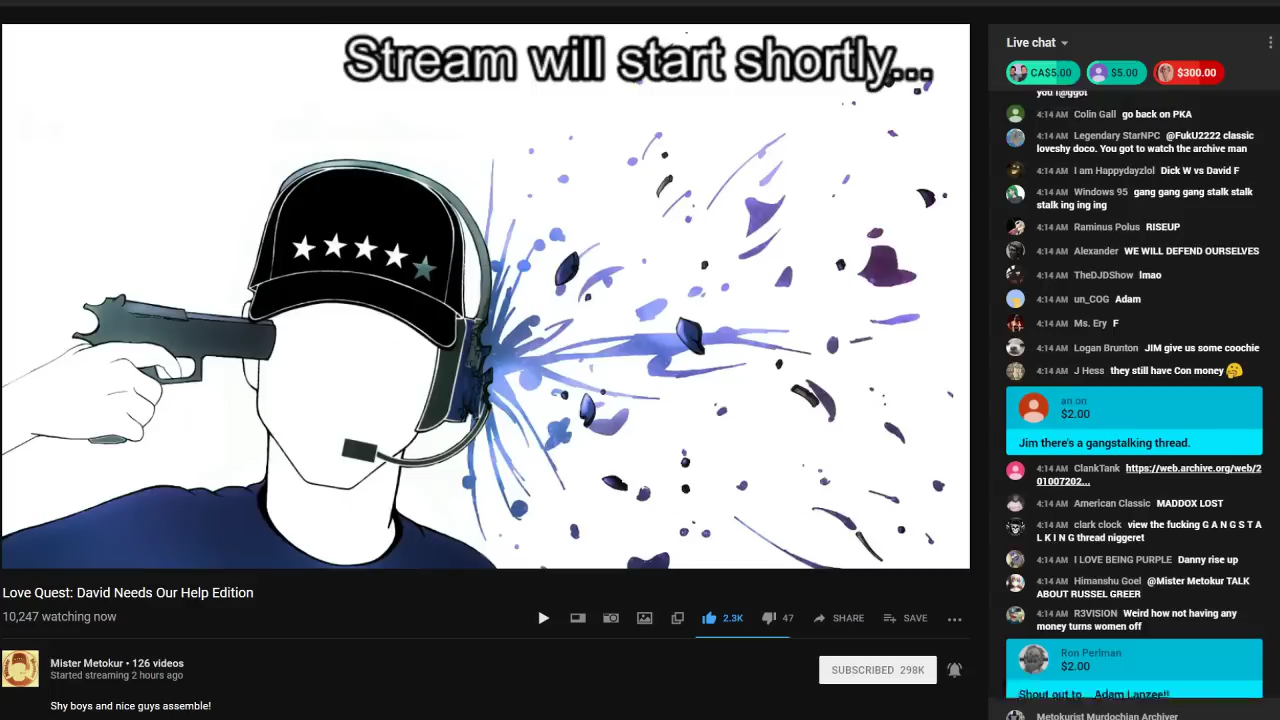 Stream will start shortly...
Love Quest: David Needs Our Help Edition
10,247 watching now
2.3K
47
SHARE
SAVE
Mister Metokur • 126 videos
Started streaming 2 hours ago
SUBSCRIBED 298K
Shy boys and nice guys assemble!
Live chat
CA$5.00
$5.00
$300.00
you f@ggot
4:14 AM Colin Gall go back on PKA
4:14 AM Legendary StarNPC @FukU2222 classic
loveshy doco. You got to watch the archive man
4:14 AM I am Happydayzlol Dick W vs David F
4:14 AM Windows 95 gang gang gang stalk stalk
stalk ing ing ing
4:14 AM Raminus Polus RISEUP
4:14 AM Alexander WE WILL DEFEND OURSELVES
4:14 AM TheDJDShow lmao
4:14 AM un_COG Adam
4:14 AM Ms. Ery F
4:14 AM Logan Brunton JIM give us some coochie
4:14 AM J Hess they still have Con money 🤔
an on
$2.00
Jim there's a gangstalking thread.
4:14 AM ClankTank https://web.archive.org/web/2
01007202...
4:14 AM American Classic MADDOX LOST
4:14 AM clark clock view the fucking G A N G S T A
L K I N G thread niggeret
4:14 AM I LOVE BEING PURPLE Danny rise up
4:14 AM Himanshu Goel @Mister Metokur TALK
ABOUT RUSSEL GREER
4:14 AM R3VISION Weird how not having any
money turns women off
Ron Perlman
$2.00
Shout out to... Adam Lanzee!!
Metokurist Murdochian Archiver